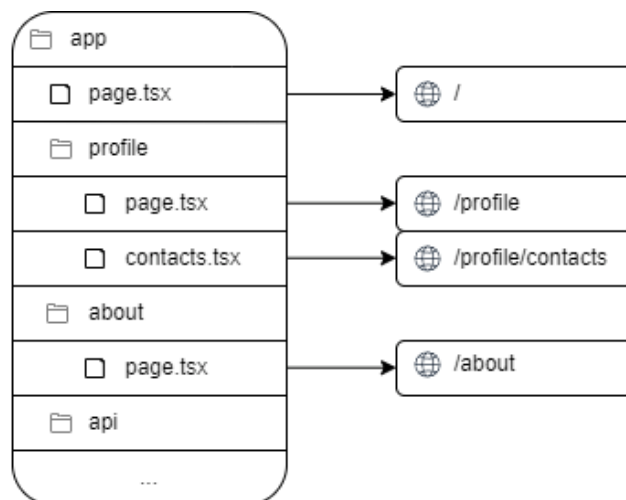 app
page.tsx
/
profile
page.tsx
/profile
contacts.tsx
/profile/contacts
about
page.tsx
/about
api
...